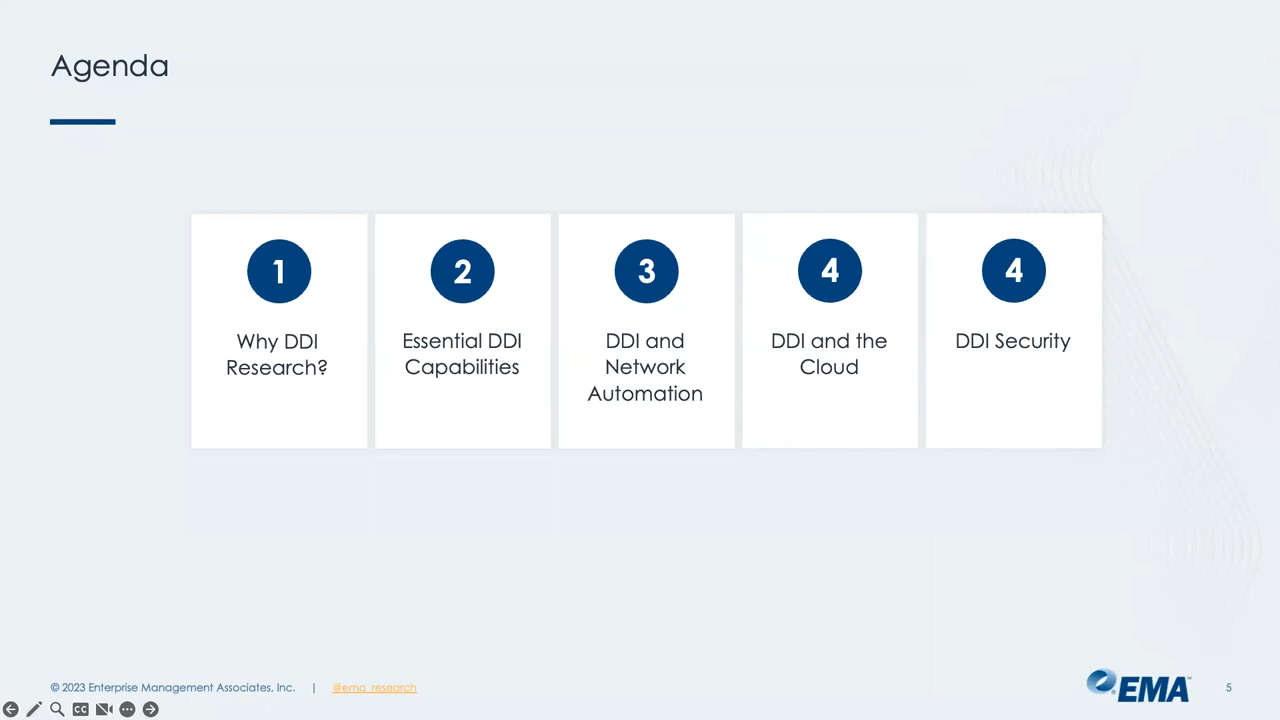 Agenda
1
Why DDI
Research?
2
Essential DDI
Capabilities
3
DDI and
Network
Automation
4
DDI and the
Cloud
4
DDI Security
© 2023 Enterprise Management Associates, Inc. | @ema_research
EMA
5
CC